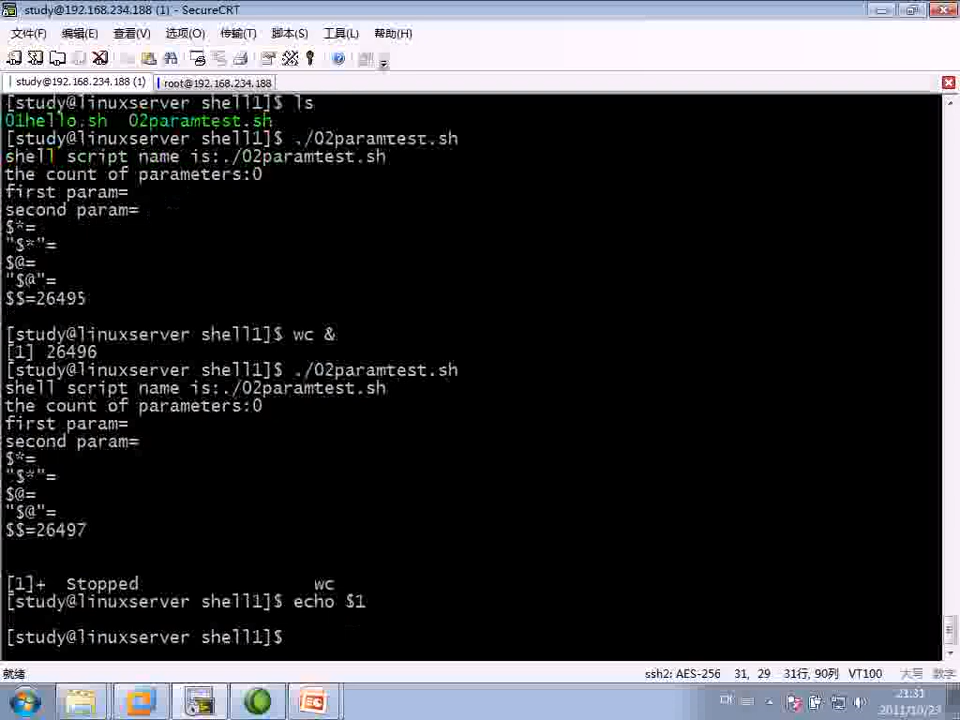 study@192.168.234.188 (1) - SecureCRT
文件(F) 编辑(E) 查看(V) 选项(O) 传输(T) 脚本(S) 工具(L) 帮助(H)
study@192.168.234.188 (1) root@192.168.234.188
[study@linuxserver shell1]$ ls
01hello.sh 02paramtest.sh
[study@linuxserver shell1]$ ./02paramtest.sh
shell script name is:./02paramtest.sh
the count of parameters:0
first param=
second param=
$*=
"$*"=
$@=
"$@"=
$$=26495
[study@linuxserver shell1]$ wc &
[1] 26496
[study@linuxserver shell1]$ ./02paramtest.sh
shell script name is:./02paramtest.sh
the count of parameters:0
first param=
second param=
$*=
"$*"=
$@=
"$@"=
$$=26497
[1]+ Stopped wc
[study@linuxserver shell1]$ echo $1
[study@linuxserver shell1]$
就绪 ssh2: AES-256 31, 29 31行, 90列 VT100 大写 数字
EN 21:31
2011/10/23